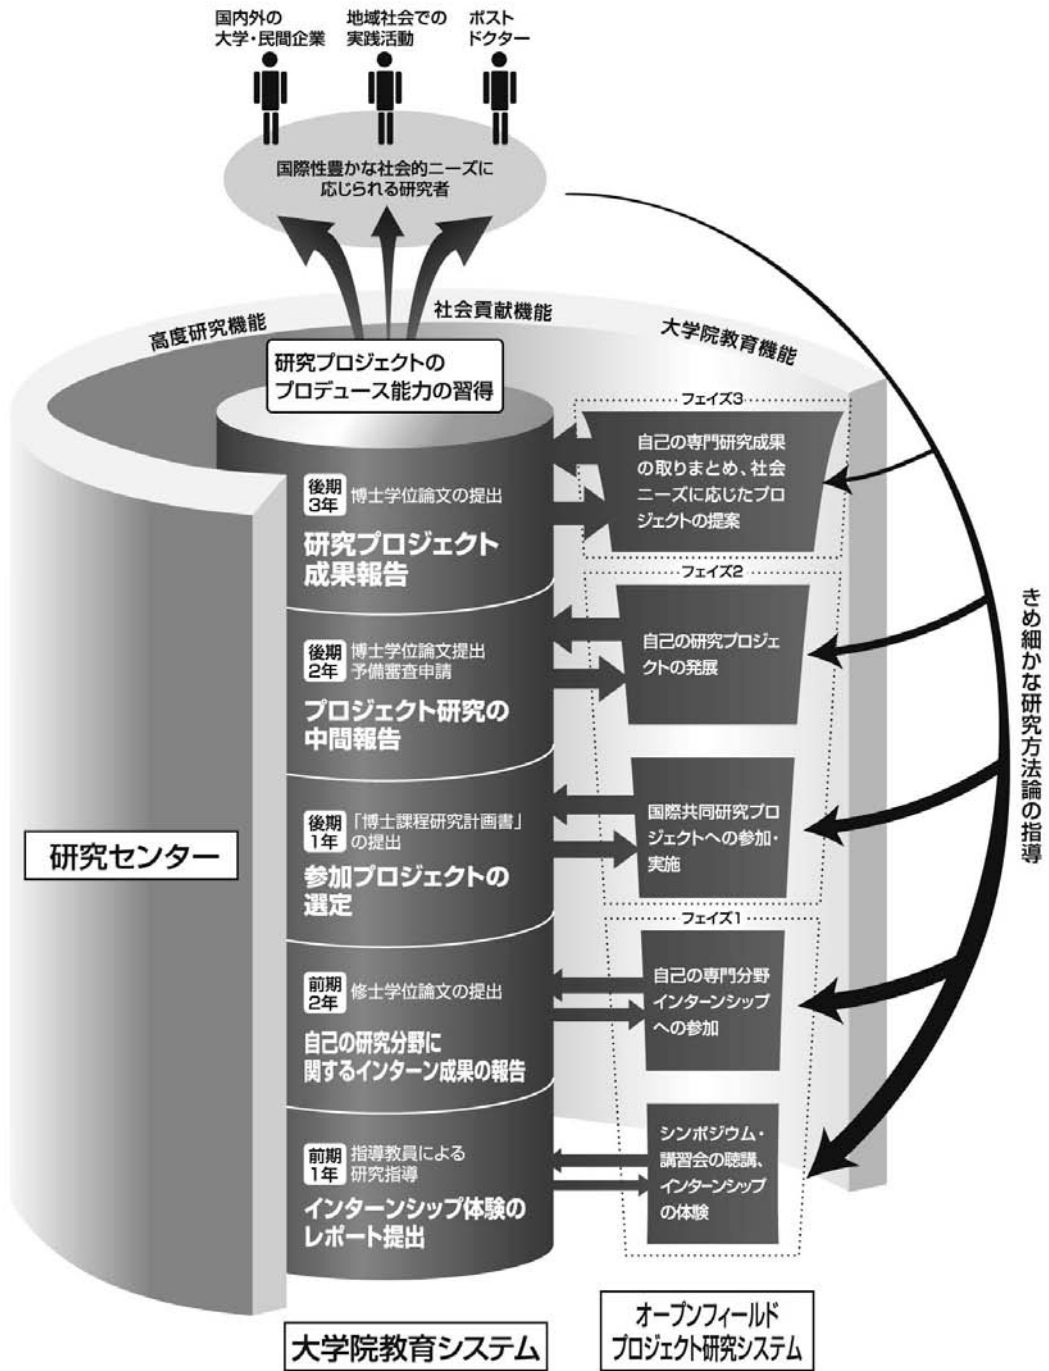 国内外の
大学・民間企業
地域社会での
実践活動
ポスト
ドクター
国際性豊かな社会的ニーズに
応じられる研究者
高度研究機能
社会貢献機能
大学院教育機能
研究プロジェクトの
プロデュース能力の習得
後期
3年
博士学位論文の提出
研究プロジェクト
成果報告
後期
2年
博士学位論文提出
予備審査申請
プロジェクト研究の
中間報告
後期
1年
「博士課程研究計画書」
の提出
参加プロジェクトの
選定
前期
2年
修士学位論文の提出
自己の研究分野に
関するインターン成果の報告
前期
1年
指導教員による
研究指導
インターンシップ体験の
レポート提出
フェイズ3
自己の専門研究成果
の取りまとめ、社会
ニーズに応じたプロ
ジェクトの提案
フェイズ2
自己の研究プロジェ
クトの発展
国際共同研究プロ
ジェクトへの参加・
実施
フェイズ1
自己の専門分野
インターンシップ
への参加
シンポジウム・
講習会の聴講、
インターンシップ
の体験
きめ細かな研究方法論の指導
研究センター
大学院教育システム
オープンフィールド
プロジェクト研究システム